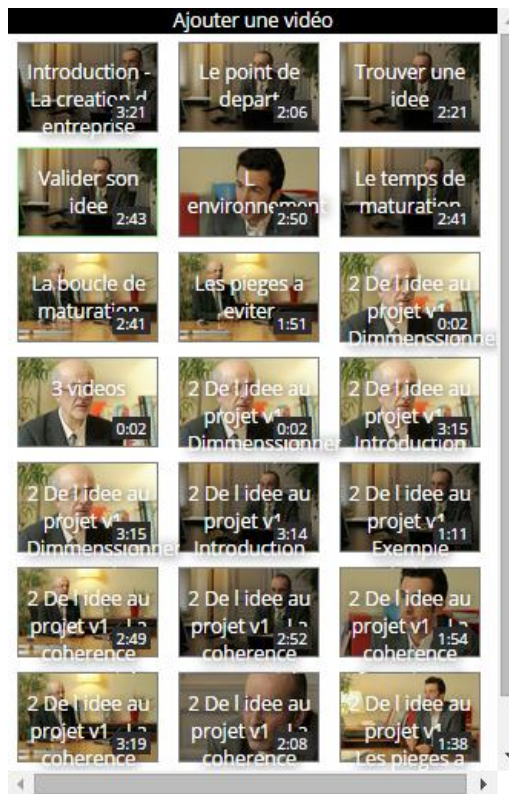 Ajouter une vidéo
Introduction -
La creation d
entreprise
3:21
Le point de
depart
2:06
Trouver une
idee
2:21
Valider son
idee
2:43
L
environnement
2:50
Le temps de
maturation
2:41
La boucle de
maturation
2:41
Les pieges a
eviter
1:51
2 De l idee au
projet v1
Dimmenssionner
0:02
3 videos
0:02
2 De l idee au
projet v1
Dimmenssionner
0:02
2 De l idee au
projet v1
Introduction
3:15
2 De l idee au
projet v1
Dimmenssionner
3:15
2 De l idee au
projet v1
Introduction
3:14
2 De l idee au
projet v1
Exemple
1:11
2 De l idee au
projet v1 - La
coherence
2:49
2 De l idee au
projet v1 - La
coherence
2:52
2 De l idee au
projet v1 - La
coherence
1:54
2 De l idee au
projet v1 - La
coherence
3:19
2 De l idee au
projet v1 - La
coherence
2:08
2 De l idee au
projet v1
Les pieges a
1:38